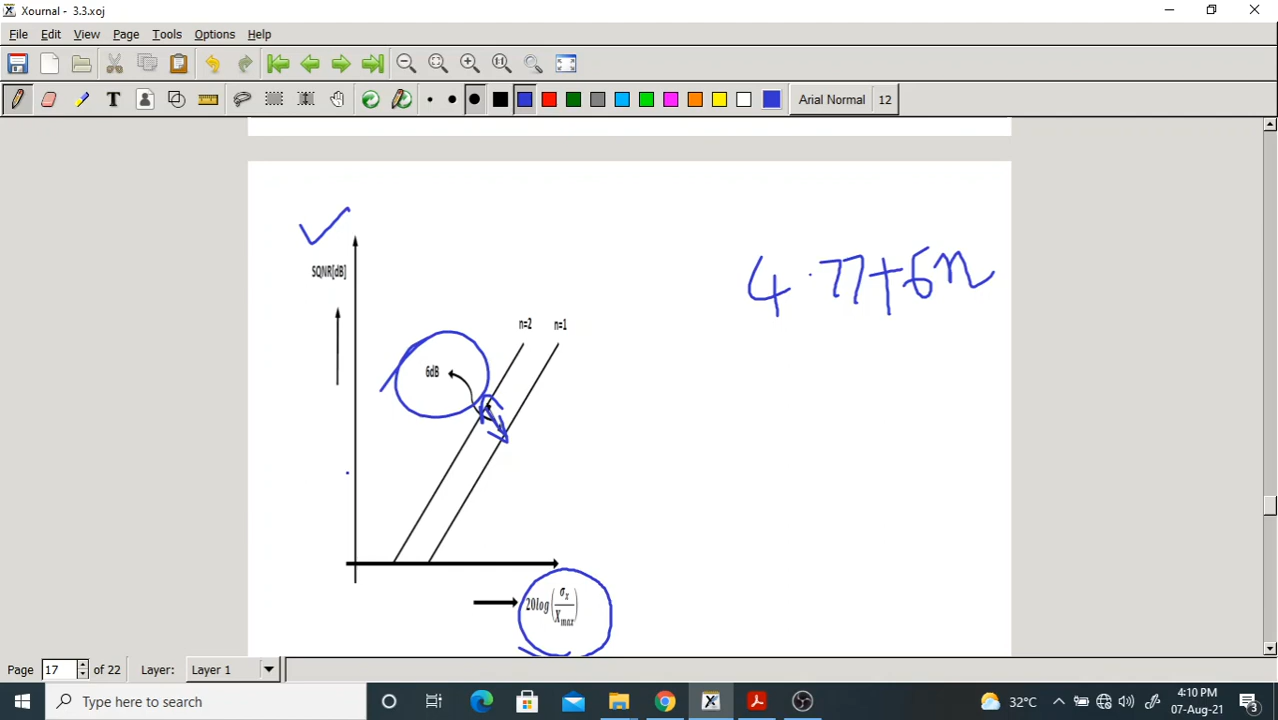 Xournal - 3.3.xoj
File Edit View Page Tools Options Help
Arial Normal 12
SQNR[dB]
4.77+6n
n=2 n=1
6dB
20log(σx/Xmax)
Page 17 of 22 Layer: Layer 1
Type here to search
32°C
4:10 PM
07-Aug-21
3